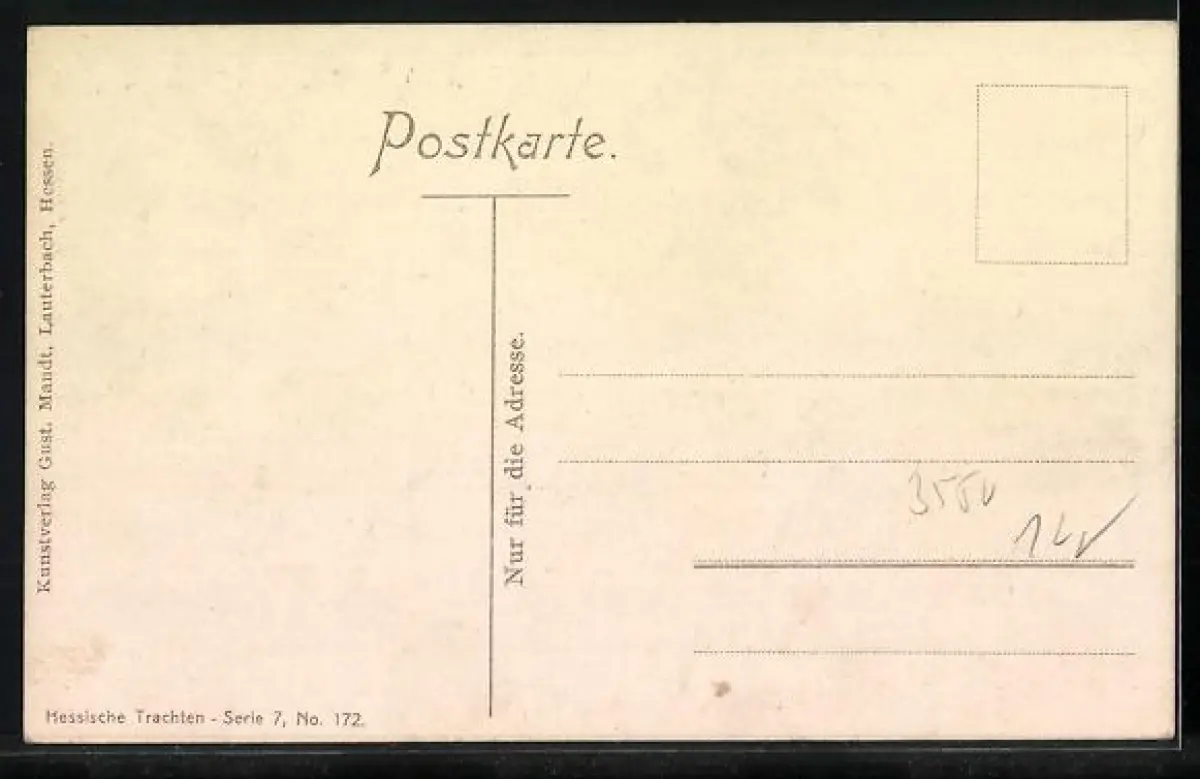 Postkarte.
Kunstverlag Gust. Mandt, Lauterbach, Hessen.
Nur für die Adresse.
Hessische Trachten - Serie 7, No. 172.